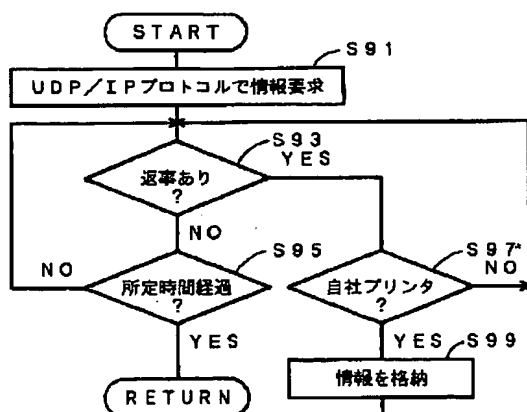 START
S91
UDP/IPプロトコルで情報要求
S93
YES
返事あり
?
NO
S95
NO
所定時間経過
?
YES
RETURN
S97*
NO
自社プリンタ
?
YES
S99
情報を格納